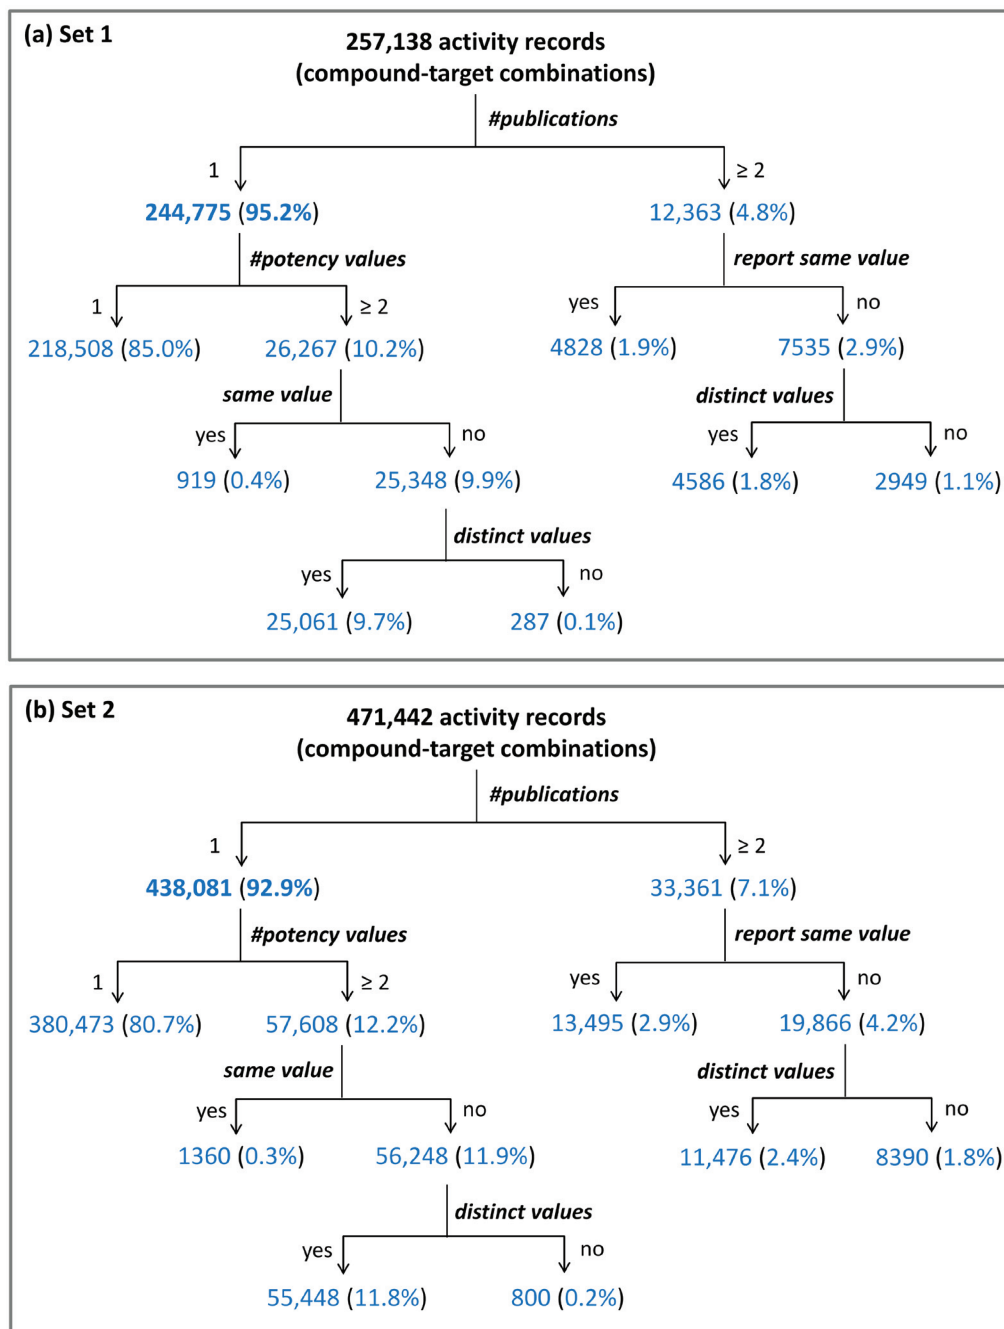 (a) Set 1
257,138 activity records
(compound-target combinations)
#publications
1
≥ 2
244,775 (95.2%)
12,363 (4.8%)
#potency values
report same value
1
≥ 2
yes
no
218,508 (85.0%)
26,267 (10.2%)
4828 (1.9%)
7535 (2.9%)
same value
distinct values
yes
no
yes
no
919 (0.4%)
25,348 (9.9%)
4586 (1.8%)
2949 (1.1%)
distinct values
yes
no
25,061 (9.7%)
287 (0.1%)
(b) Set 2
471,442 activity records
(compound-target combinations)
#publications
1
≥ 2
438,081 (92.9%)
33,361 (7.1%)
#potency values
report same value
1
≥ 2
yes
no
380,473 (80.7%)
57,608 (12.2%)
13,495 (2.9%)
19,866 (4.2%)
same value
distinct values
yes
no
yes
no
1360 (0.3%)
56,248 (11.9%)
11,476 (2.4%)
8390 (1.8%)
distinct values
yes
no
55,448 (11.8%)
800 (0.2%)